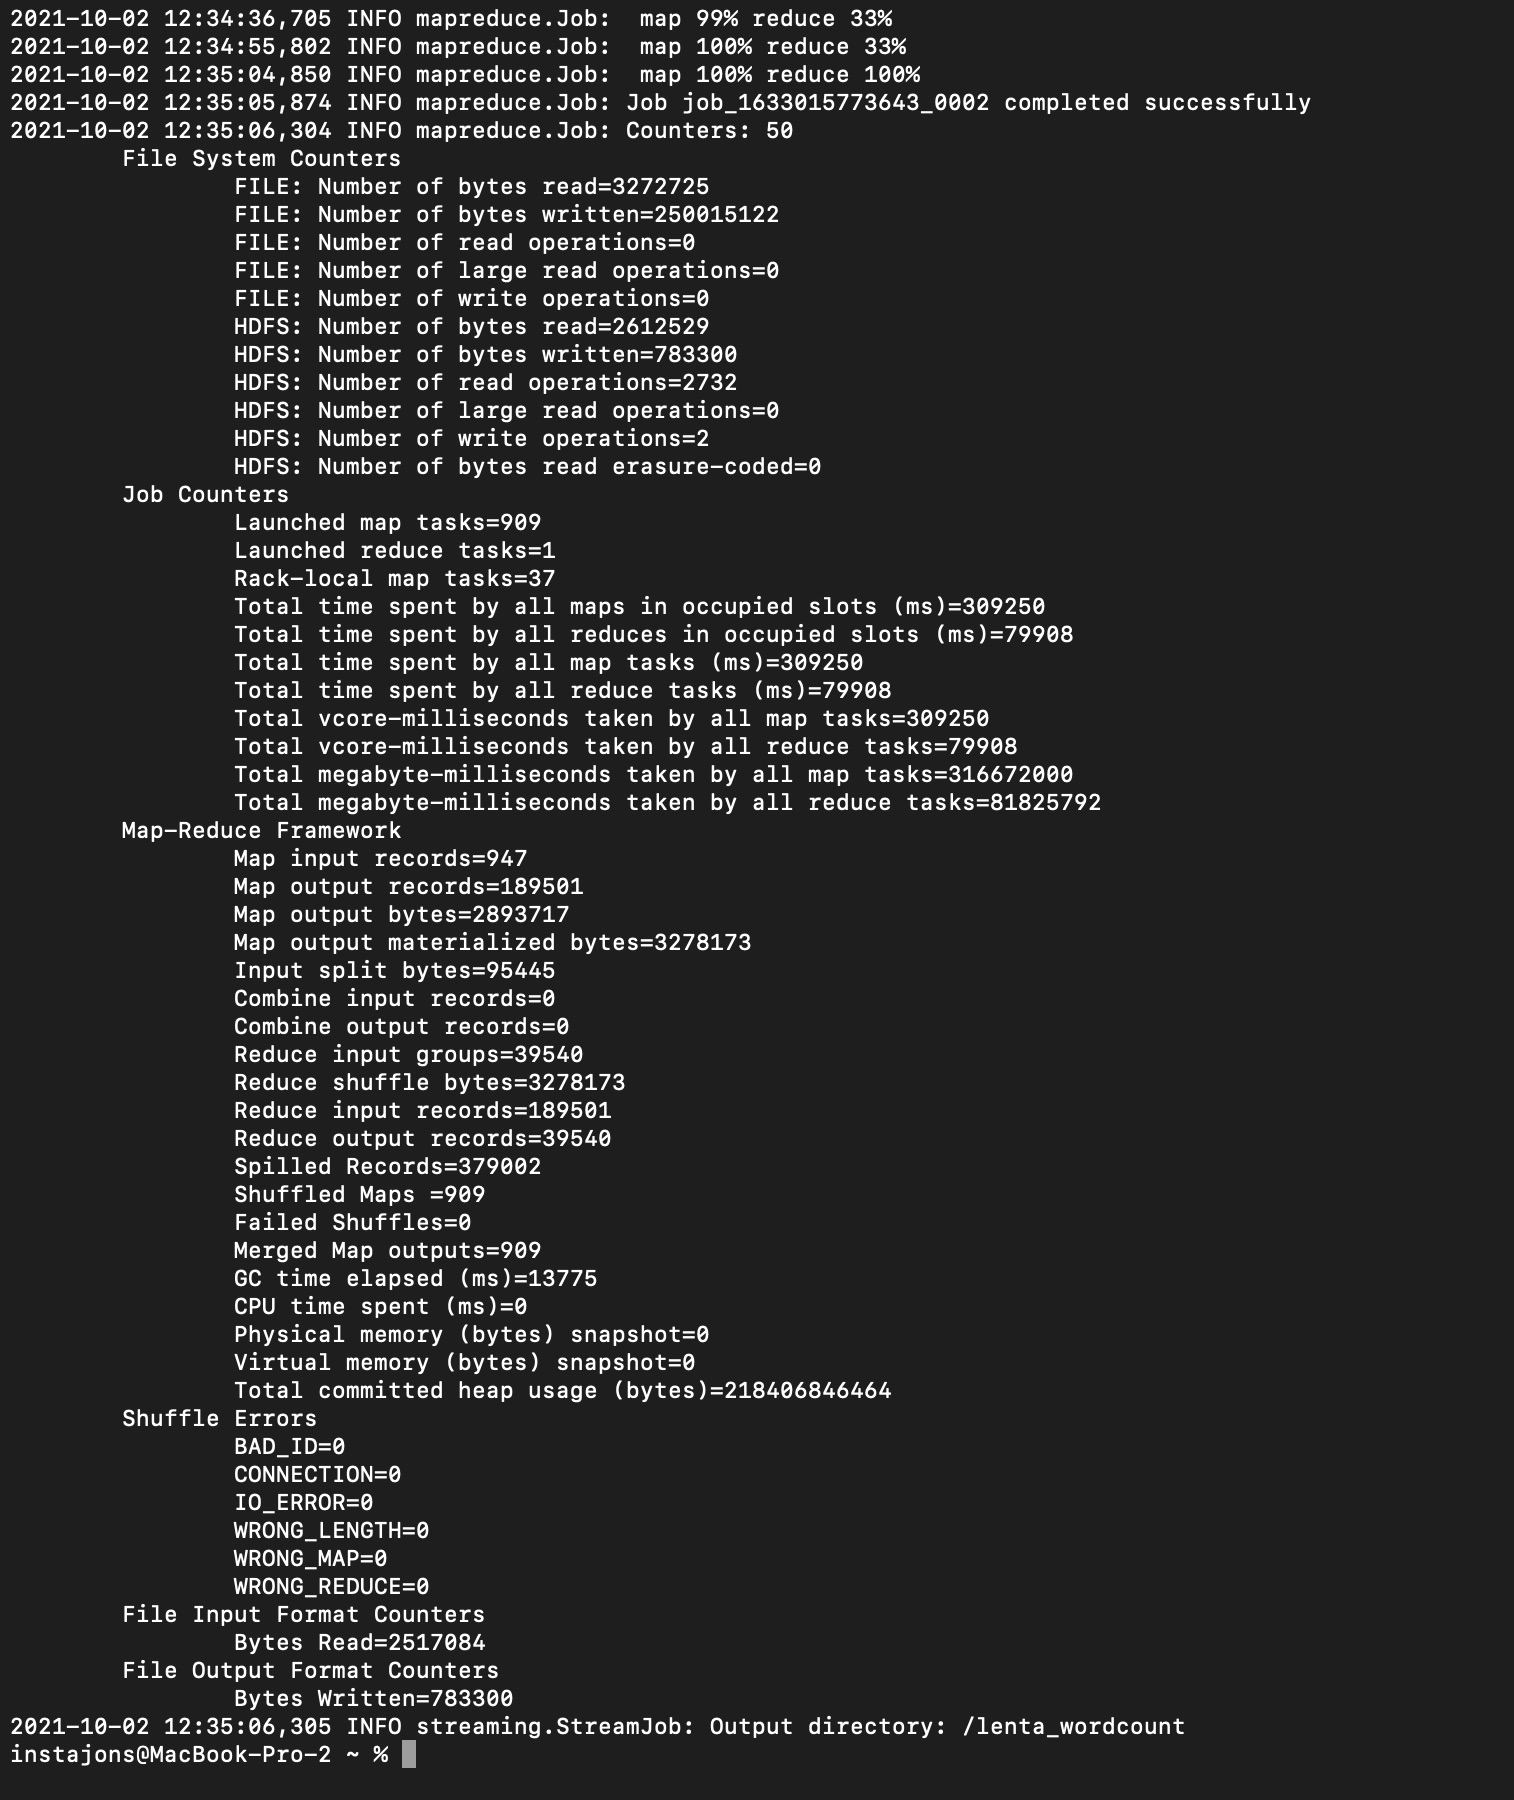 2021-10-02 12:34:36,705 INFO mapreduce.Job:  map 99% reduce 33%
2021-10-02 12:34:55,802 INFO mapreduce.Job:  map 100% reduce 33%
2021-10-02 12:35:04,850 INFO mapreduce.Job:  map 100% reduce 100%
2021-10-02 12:35:05,874 INFO mapreduce.Job: Job job_1633015773643_0002 completed successfully
2021-10-02 12:35:06,304 INFO mapreduce.Job: Counters: 50
File System Counters
FILE: Number of bytes read=3272725
FILE: Number of bytes written=250015122
FILE: Number of read operations=0
FILE: Number of large read operations=0
FILE: Number of write operations=0
HDFS: Number of bytes read=2612529
HDFS: Number of bytes written=783300
HDFS: Number of read operations=2732
HDFS: Number of large read operations=0
HDFS: Number of write operations=2
HDFS: Number of bytes read erasure-coded=0
Job Counters
Launched map tasks=909
Launched reduce tasks=1
Rack-local map tasks=37
Total time spent by all maps in occupied slots (ms)=309250
Total time spent by all reduces in occupied slots (ms)=79908
Total time spent by all map tasks (ms)=309250
Total time spent by all reduce tasks (ms)=79908
Total vcore-milliseconds taken by all map tasks=309250
Total vcore-milliseconds taken by all reduce tasks=79908
Total megabyte-milliseconds taken by all map tasks=316672000
Total megabyte-milliseconds taken by all reduce tasks=81825792
Map-Reduce Framework
Map input records=947
Map output records=189501
Map output bytes=2893717
Map output materialized bytes=3278173
Input split bytes=95445
Combine input records=0
Combine output records=0
Reduce input groups=39540
Reduce shuffle bytes=3278173
Reduce input records=189501
Reduce output records=39540
Spilled Records=379002
Shuffled Maps =909
Failed Shuffles=0
Merged Map outputs=909
GC time elapsed (ms)=13775
CPU time spent (ms)=0
Physical memory (bytes) snapshot=0
Virtual memory (bytes) snapshot=0
Total committed heap usage (bytes)=218406846464
Shuffle Errors
BAD_ID=0
CONNECTION=0
IO_ERROR=0
WRONG_LENGTH=0
WRONG_MAP=0
WRONG_REDUCE=0
File Input Format Counters
Bytes Read=2517084
File Output Format Counters
Bytes Written=783300
2021-10-02 12:35:06,305 INFO streaming.StreamJob: Output directory: /lenta_wordcount
instajons@MacBook-Pro-2 ~ %